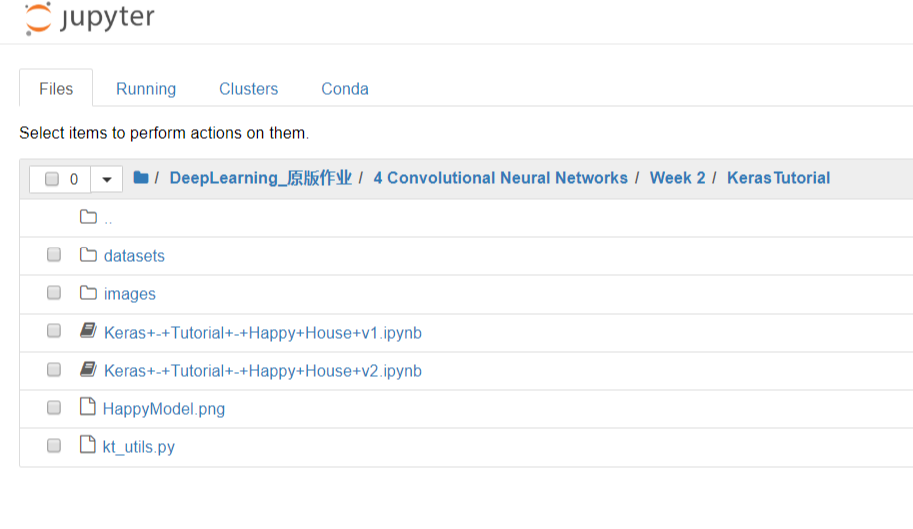 jupyter
Files Running Clusters Conda
Select items to perform actions on them.
0 / DeepLearning_原版作业 / 4 Convolutional Neural Networks / Week 2 / KerasTutorial
..
datasets
images
Keras+-+Tutorial+-+Happy+House+v1.ipynb
Keras+-+Tutorial+-+Happy+House+v2.ipynb
HappyModel.png
kt_utils.py